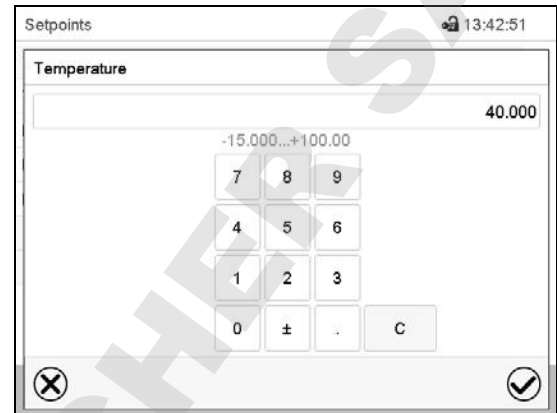 Setpoints 13:42:51
Temperature
40.000
-15.000...+100.00
7 8 9
4 5 6
1 2 3
0 ± . C